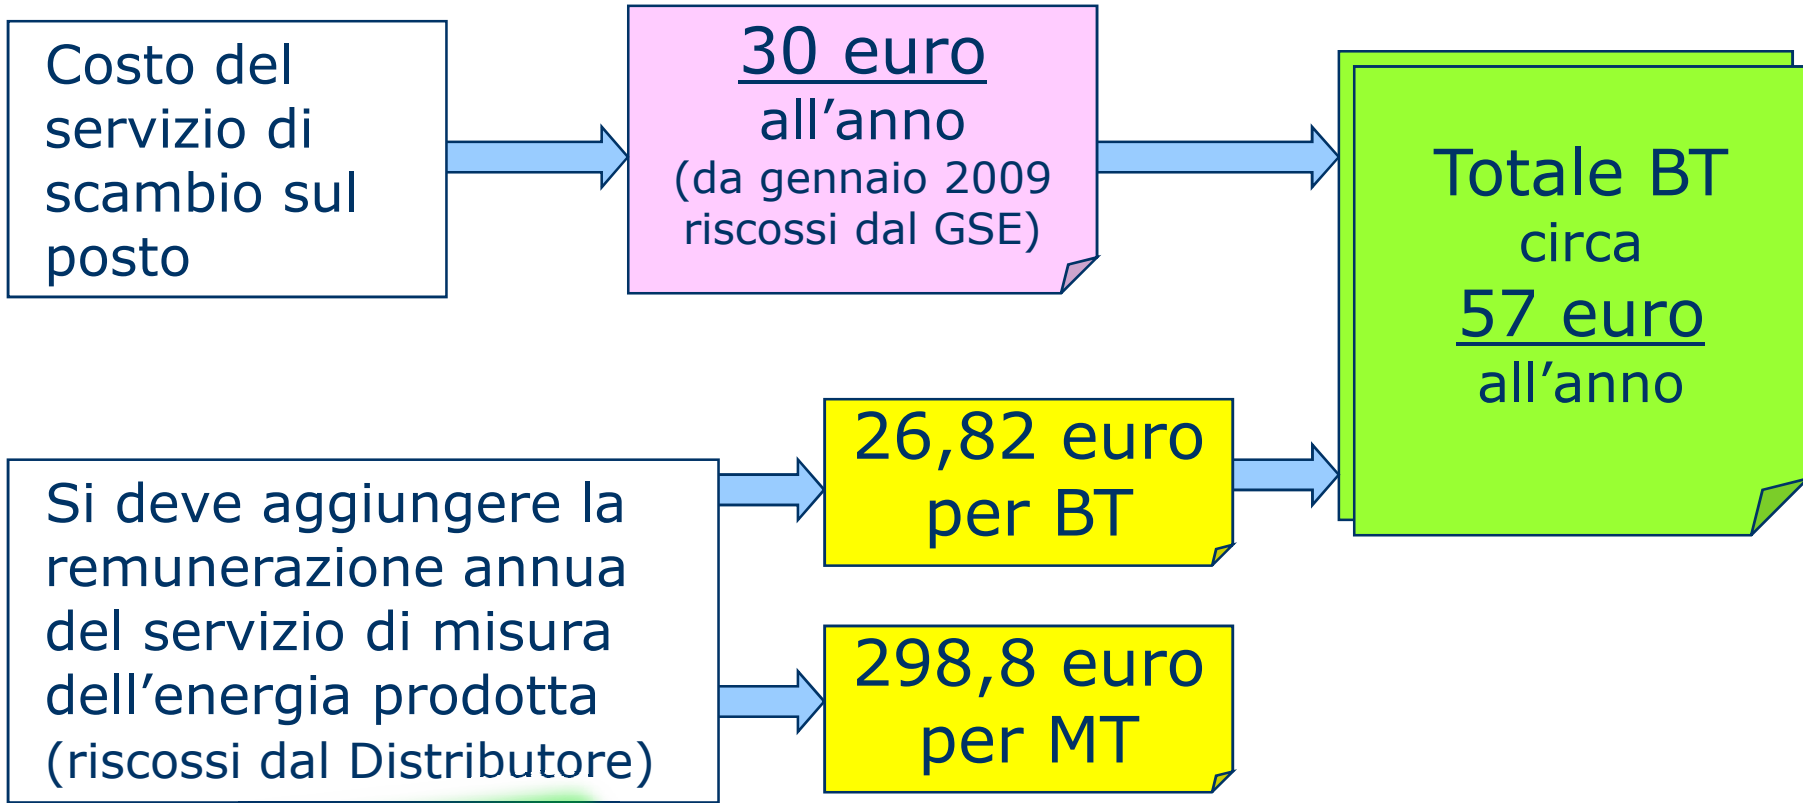 Costo del
servizio di
scambio sul
posto
30 euro
all’anno
(da gennaio 2009
riscossi dal GSE)
Totale BT
circa
57 euro
all’anno
Si deve aggiungere la
remunerazione annua
del servizio di misura
dell’energia prodotta
(riscossi dal Distributore)
26,82 euro
per BT
298,8 euro
per MT